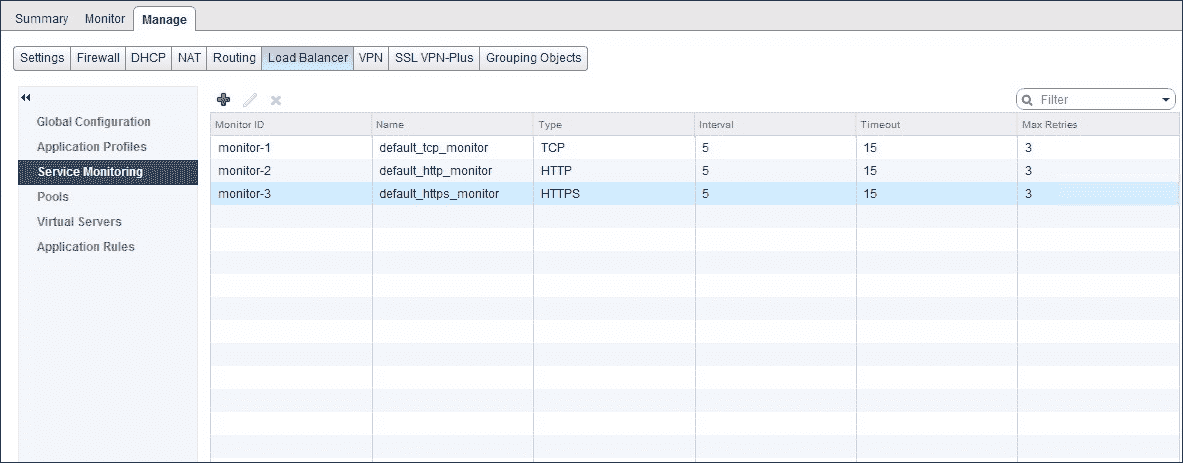 Summary Monitor Manage
Settings Firewall DHCP NAT Routing Load Balancer VPN SSL VPN-Plus Grouping Objects
Global Configuration
Application Profiles
Service Monitoring
Pools
Virtual Servers
Application Rules
Filter
Monitor ID Name Type Interval Timeout Max Retries
monitor-1 default_tcp_monitor TCP 5 15 3
monitor-2 default_http_monitor HTTP 5 15 3
monitor-3 default_https_monitor HTTPS 5 15 3